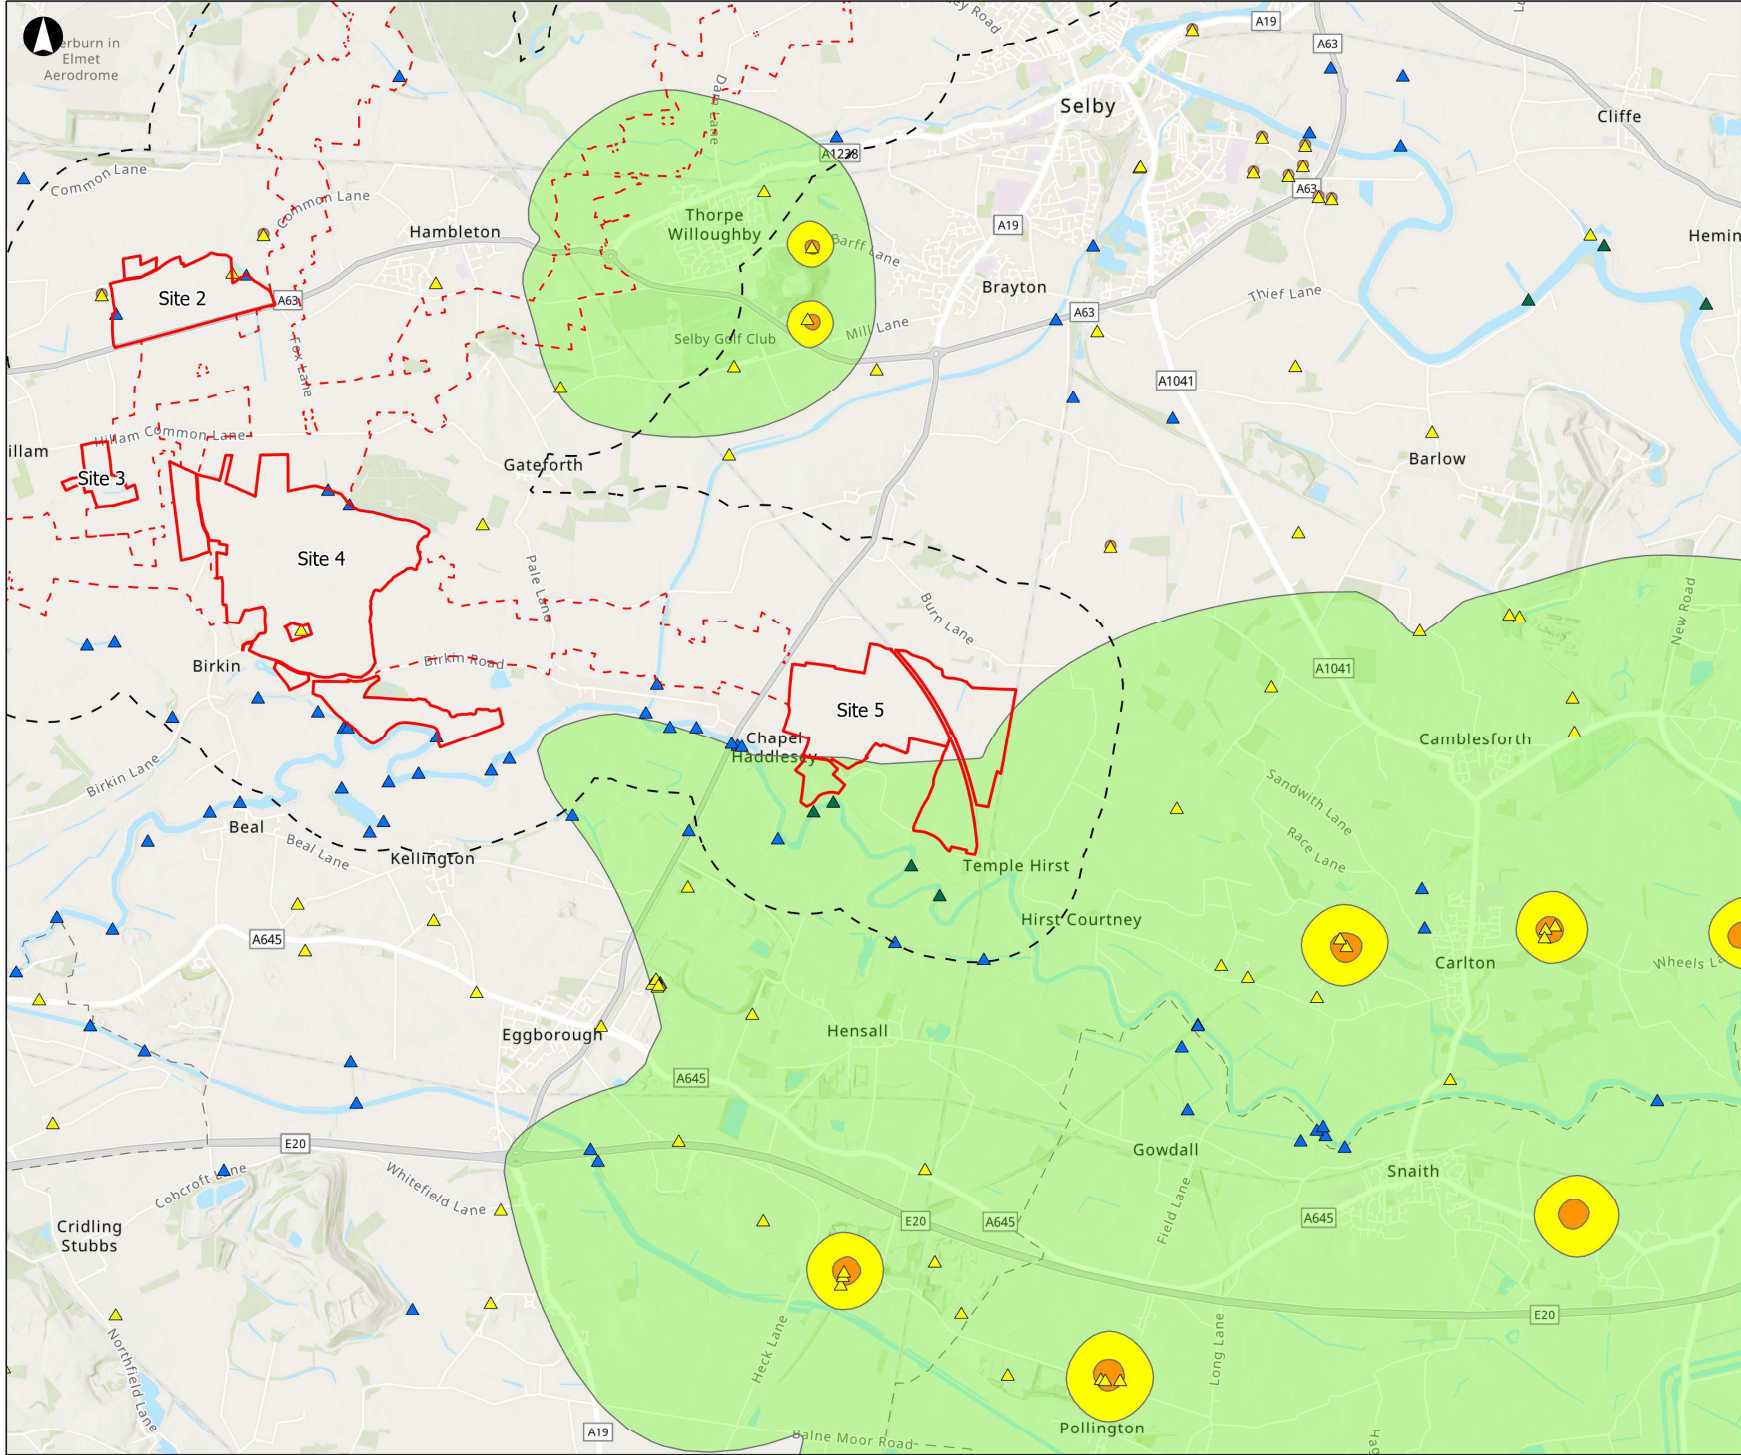 A19
A63
erburn in
Elmet
Aerodrome
Selby
Cliffe
A1238
Common Lane
Common Lane
A63
Hambleton
Thorpe
Willoughby
A19
Barff Lane
Hemin
Site 2
A63
Brayton
Thief Lane
A63
Mill Lane
Selby Golf Club
Fox Lane
A1041
illam
Hillam Common Lane
Gateforth
Barlow
Site 3
Site 4
Pale Lane
Burn Lane
New Road
Birkin
Birkin Road
A1041
Site 5
Chapel
Haddlesey
Camblesforth
Birkin Lane
Sandwith Lane
Beal
Beal Lane
Kellington
Race Lane
Temple Hirst
Hirst Courtney
A645
Carlton
Wheels La
Eggborough
Hensall
A645
Gowdall
E20
Snaith
Cobcroft Lane
Whitefield Lane
Cridling
Stubbs
E20
A645
Field Lane
A645
E20
Northfield Lane
Heck Lane
Long Lane
A19
Balne Moor Road
Pollington
Hag